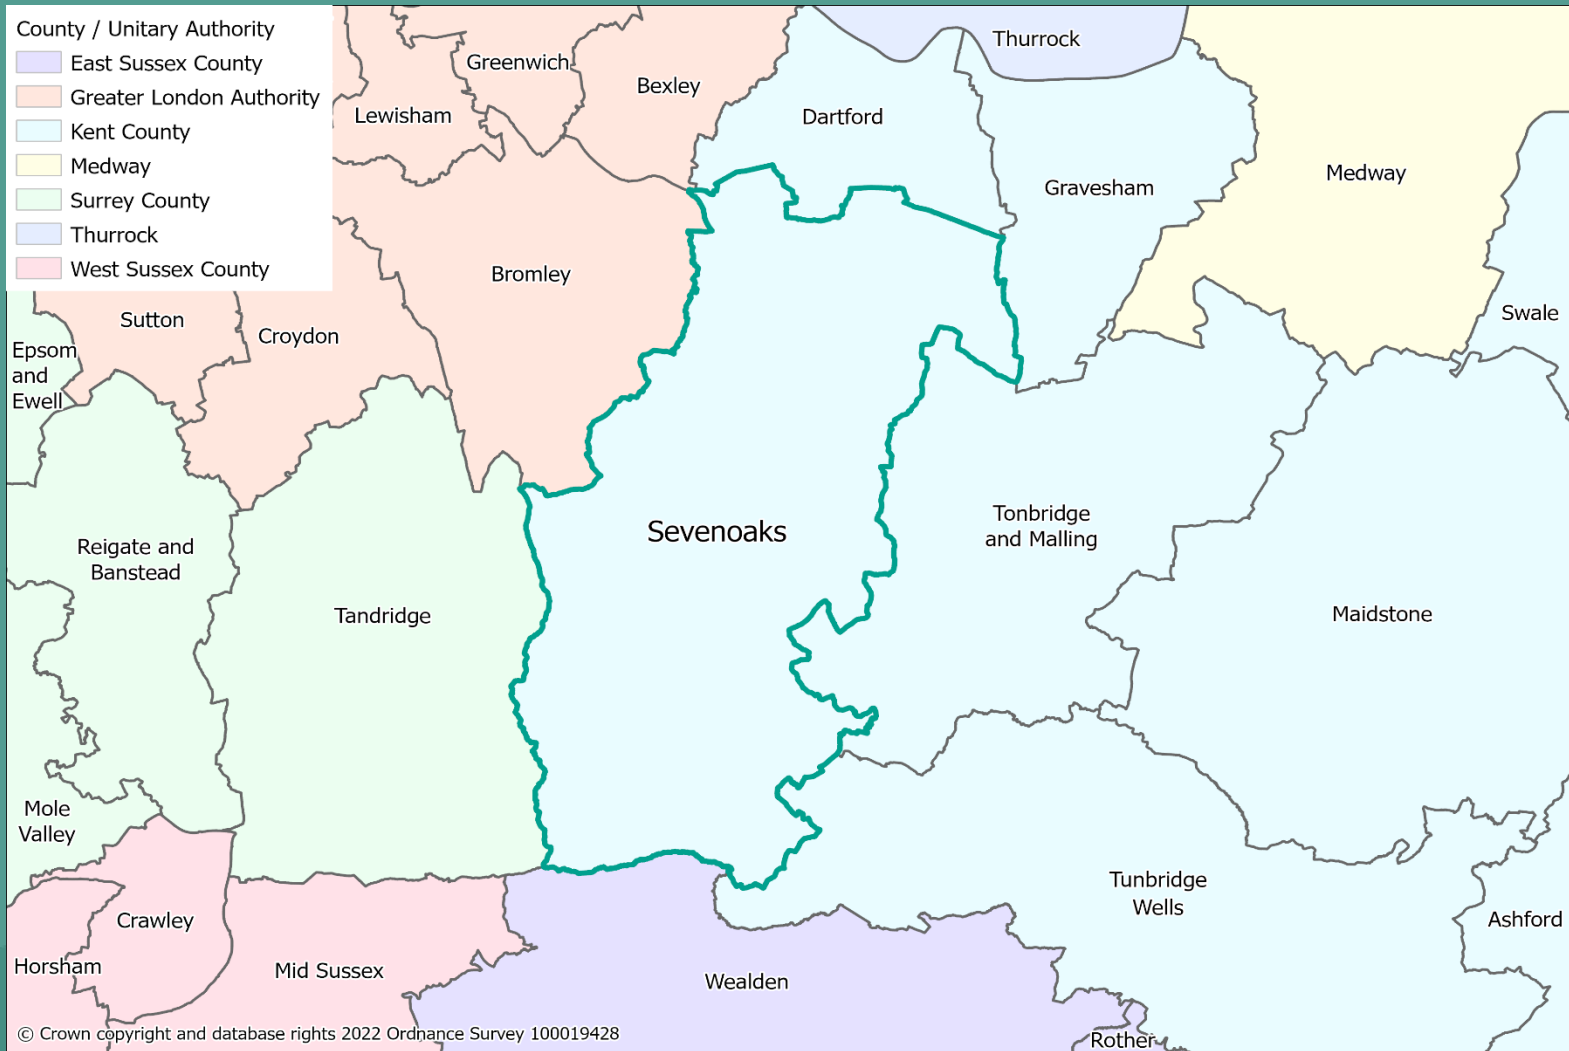 County / Unitary Authority
East Sussex County
Greater London Authority
Kent County
Medway
Surrey County
Thurrock
West Sussex County
Thurrock
Greenwich
Bexley
Lewisham
Dartford
Medway
Gravesham
Bromley
Swale
Sutton
Croydon
Epsom
and
Ewell
Sevenoaks
Tonbridge
and Malling
Reigate and
Banstead
Tandridge
Maidstone
Mole
Valley
Tunbridge
Wells
Crawley
Ashford
Horsham
Mid Sussex
Wealden
© Crown copyright and database rights 2022 Ordnance Survey 100019428
Rother